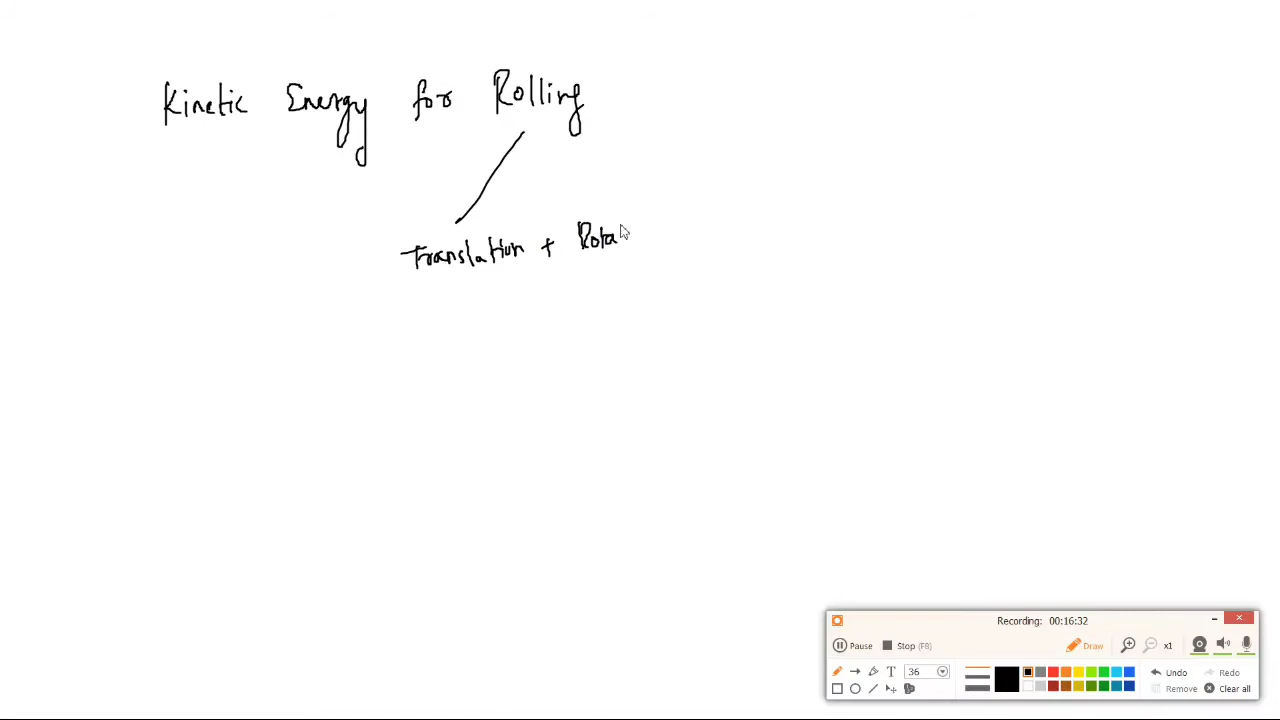 Kinetic Energy for Rolling
Translation + Rota
Recording: 00:16:32
Pause Stop (F8) Draw x1
T 36 Undo Redo
Remove Clear all